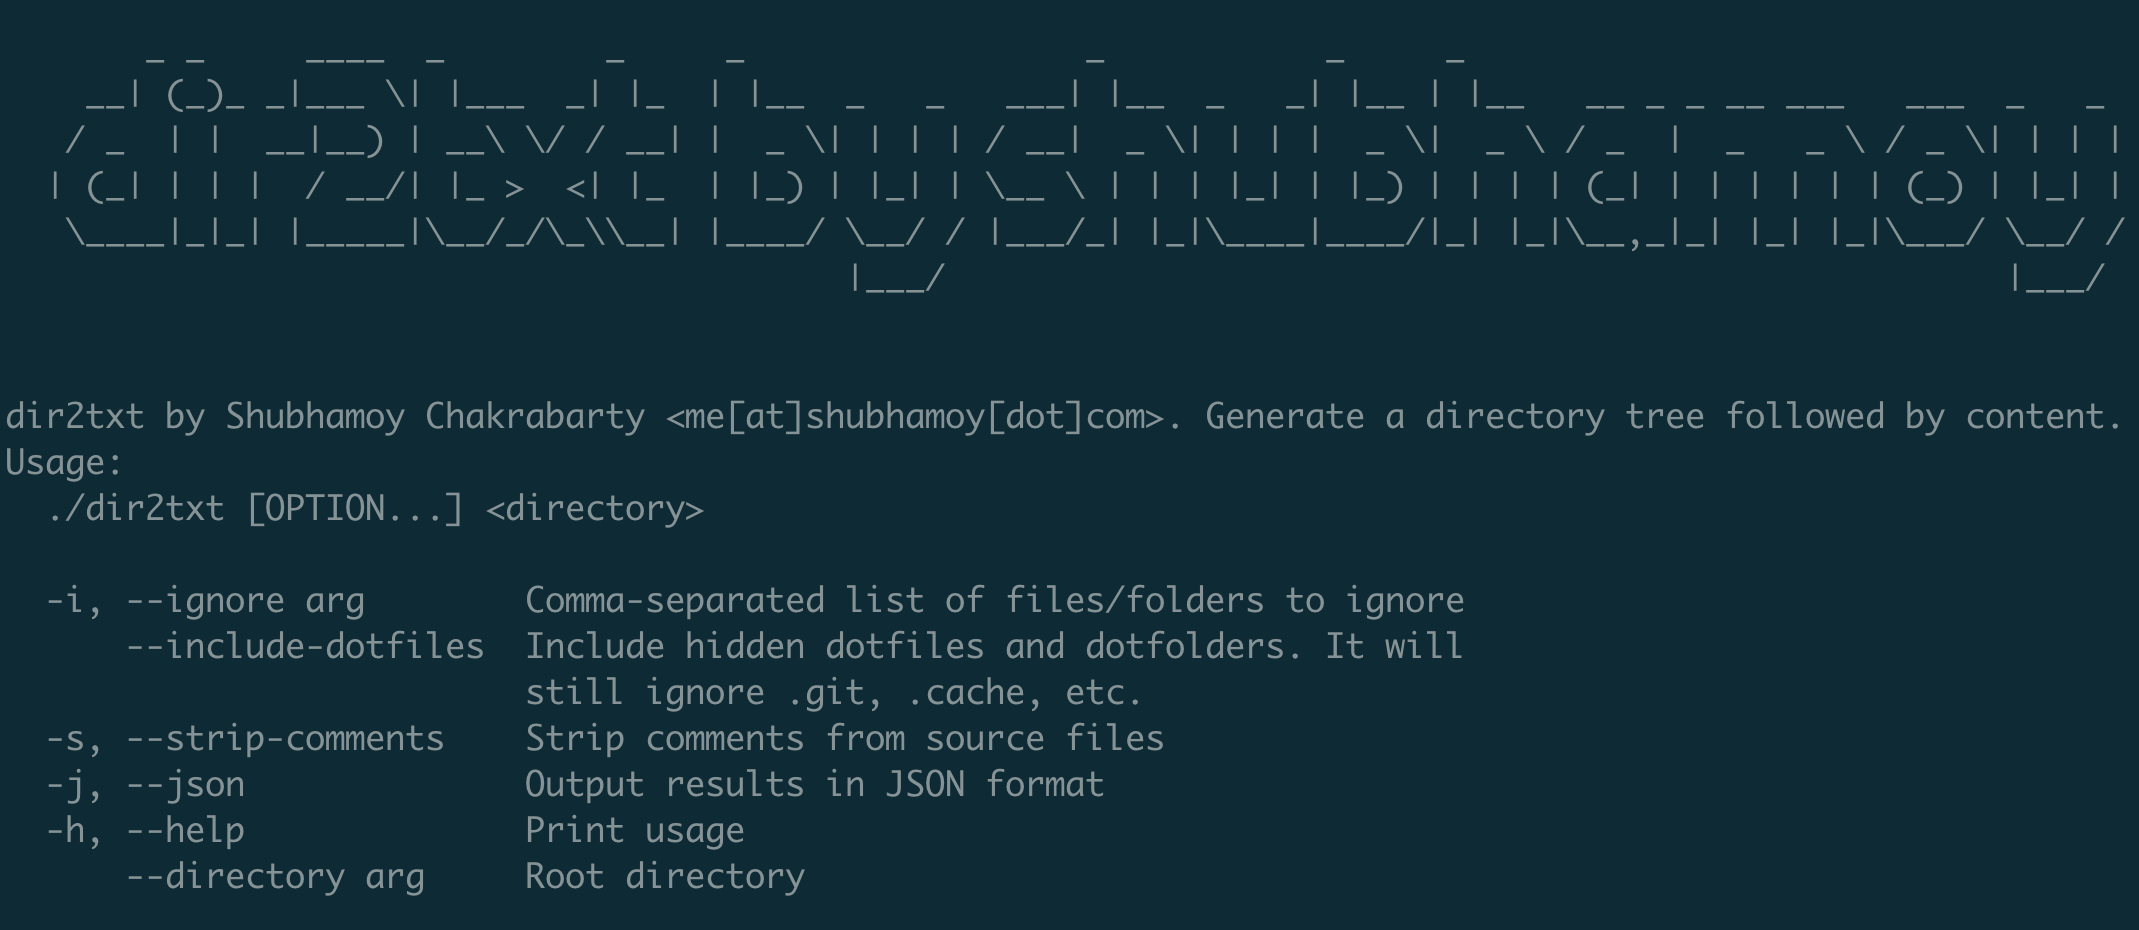 dir2txt by shubhamoy
dir2txt by Shubhamoy Chakrabarty <me[at]shubhamoy[dot]com>. Generate a directory tree followed by content.
Usage:
  ./dir2txt [OPTION...] <directory>

  -i, --ignore arg        Comma-separated list of files/folders to ignore
      --include-dotfiles  Include hidden dotfiles and dotfolders. It will
                          still ignore .git, .cache, etc.
  -s, --strip-comments    Strip comments from source files
  -j, --json              Output results in JSON format
  -h, --help              Print usage
      --directory arg     Root directory